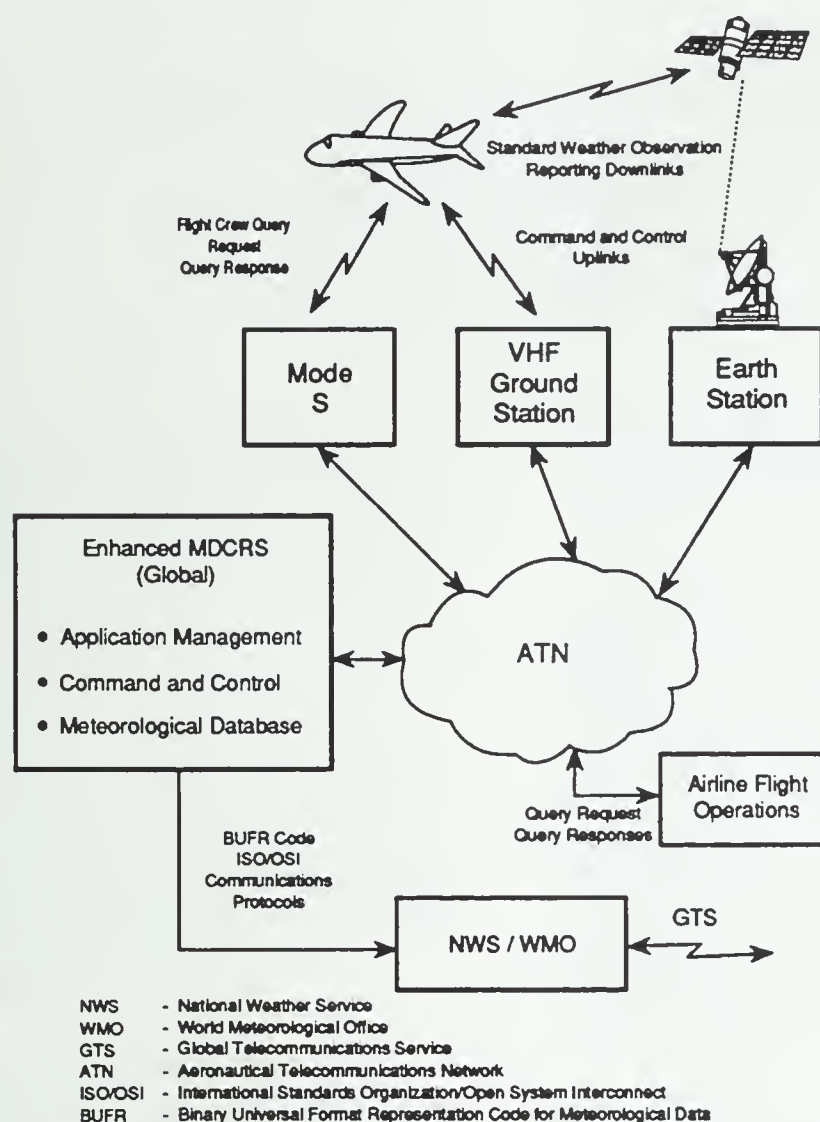 Standard Weather Observation
Reporting Downlinks
Flight Crew Query
Request
Query Response
Command and Control
Uplinks
Mode
S
VHF
Ground
Station
Earth
Station
Enhanced MDCRS
(Global)
• Application Management
• Command and Control
• Meteorological Database
ATN
Airline Flight
Operations
Query Request
Query Responses
BUFR Code
ISO/OSI
Communications
Protocols
NWS / WMO
GTS
NWS - National Weather Service
WMO - World Meteorological Office
GTS - Global Telecommunications Service
ATN - Aeronautical Telecommunications Network
ISO/OSI - International Standards Organization/Open System Interconnect
BUFR - Binary Universal Format Representation Code for Meteorological Data